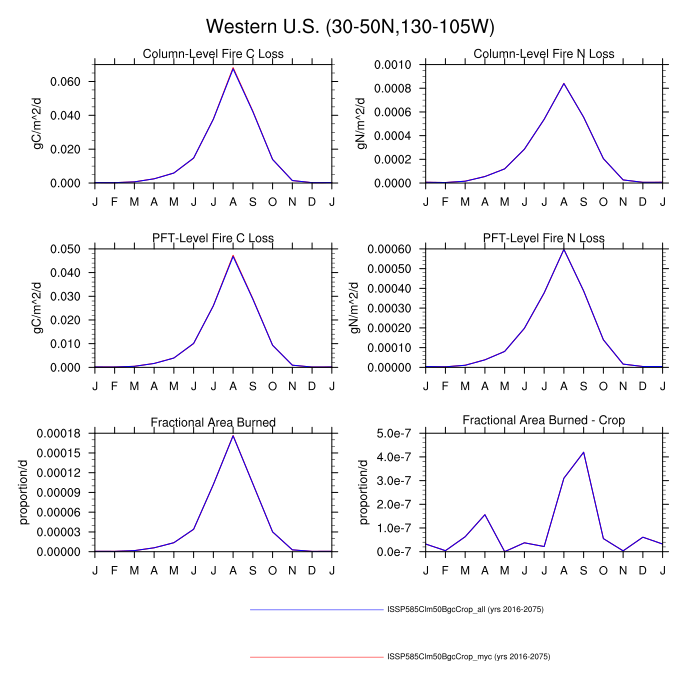 Western U.S. (30-50N,130-105W)
Column-Level Fire C Loss
gC/m^2/d
0.060
0.040
0.020
0.000
J F M A M J J A S O N D J
Column-Level Fire N Loss
gN/m^2/d
0.0010
0.0008
0.0006
0.0004
0.0002
0.0000
J F M A M J J A S O N D J
PFT-Level Fire C Loss
gC/m^2/d
0.050
0.040
0.030
0.020
0.010
0.000
J F M A M J J A S O N D J
PFT-Level Fire N Loss
gN/m^2/d
0.00060
0.00050
0.00040
0.00030
0.00020
0.00010
0.00000
J F M A M J J A S O N D J
Fractional Area Burned
proportion/d
0.00018
0.00015
0.00012
0.00009
0.00006
0.00003
0.00000
J F M A M J J A S O N D J
Fractional Area Burned - Crop
proportion/d
5.0e-7
4.0e-7
3.0e-7
2.0e-7
1.0e-7
0.0e-7
J F M A M J J A S O N D J
ISSP585Clm50BgcCrop_all (yrs 2016-2075)
ISSP585Clm50BgcCrop_myc (yrs 2016-2075)